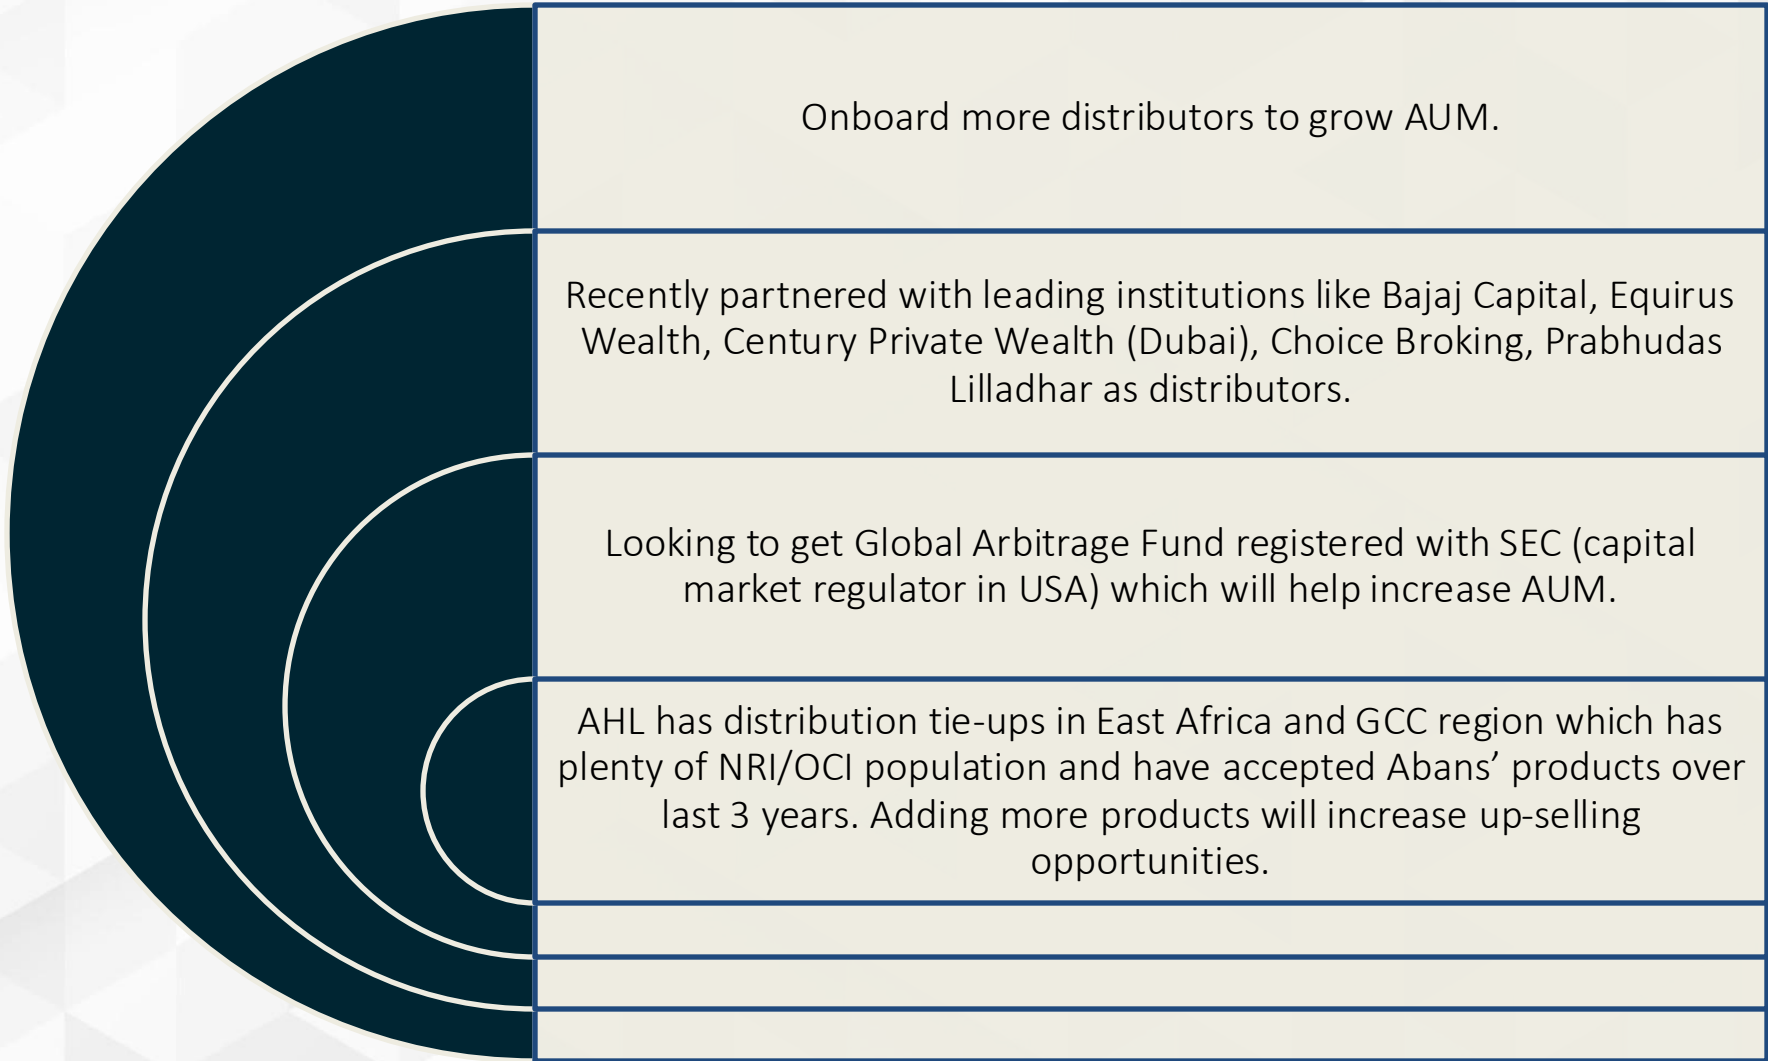 Onboard more distributors to grow AUM.
Recently partnered with leading institutions like Bajaj Capital, Equirus
Wealth, Century Private Wealth (Dubai), Choice Broking, Prabhudas
Lilladhar as distributors.
Looking to get Global Arbitrage Fund registered with SEC (capital
market regulator in USA) which will help increase AUM.
AHL has distribution tie-ups in East Africa and GCC region which has
plenty of NRI/OCI population and have accepted Abans’ products over
last 3 years. Adding more products will increase up-selling
opportunities.